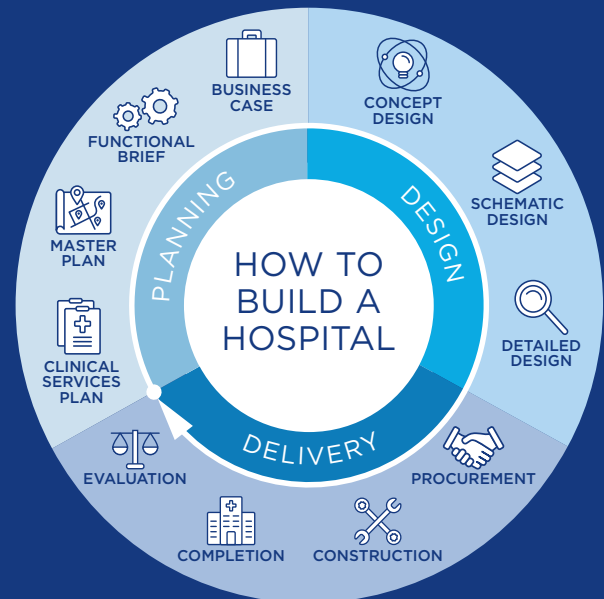 HOW TO
BUILD A
HOSPITAL
PLANNING
CLINICAL
SERVICES
PLAN
MASTER
PLAN
FUNCTIONAL
BRIEF
BUSINESS
CASE
DESIGN
CONCEPT
DESIGN
SCHEMATIC
DESIGN
DETAILED
DESIGN
DELIVERY
PROCUREMENT
CONSTRUCTION
COMPLETION
EVALUATION